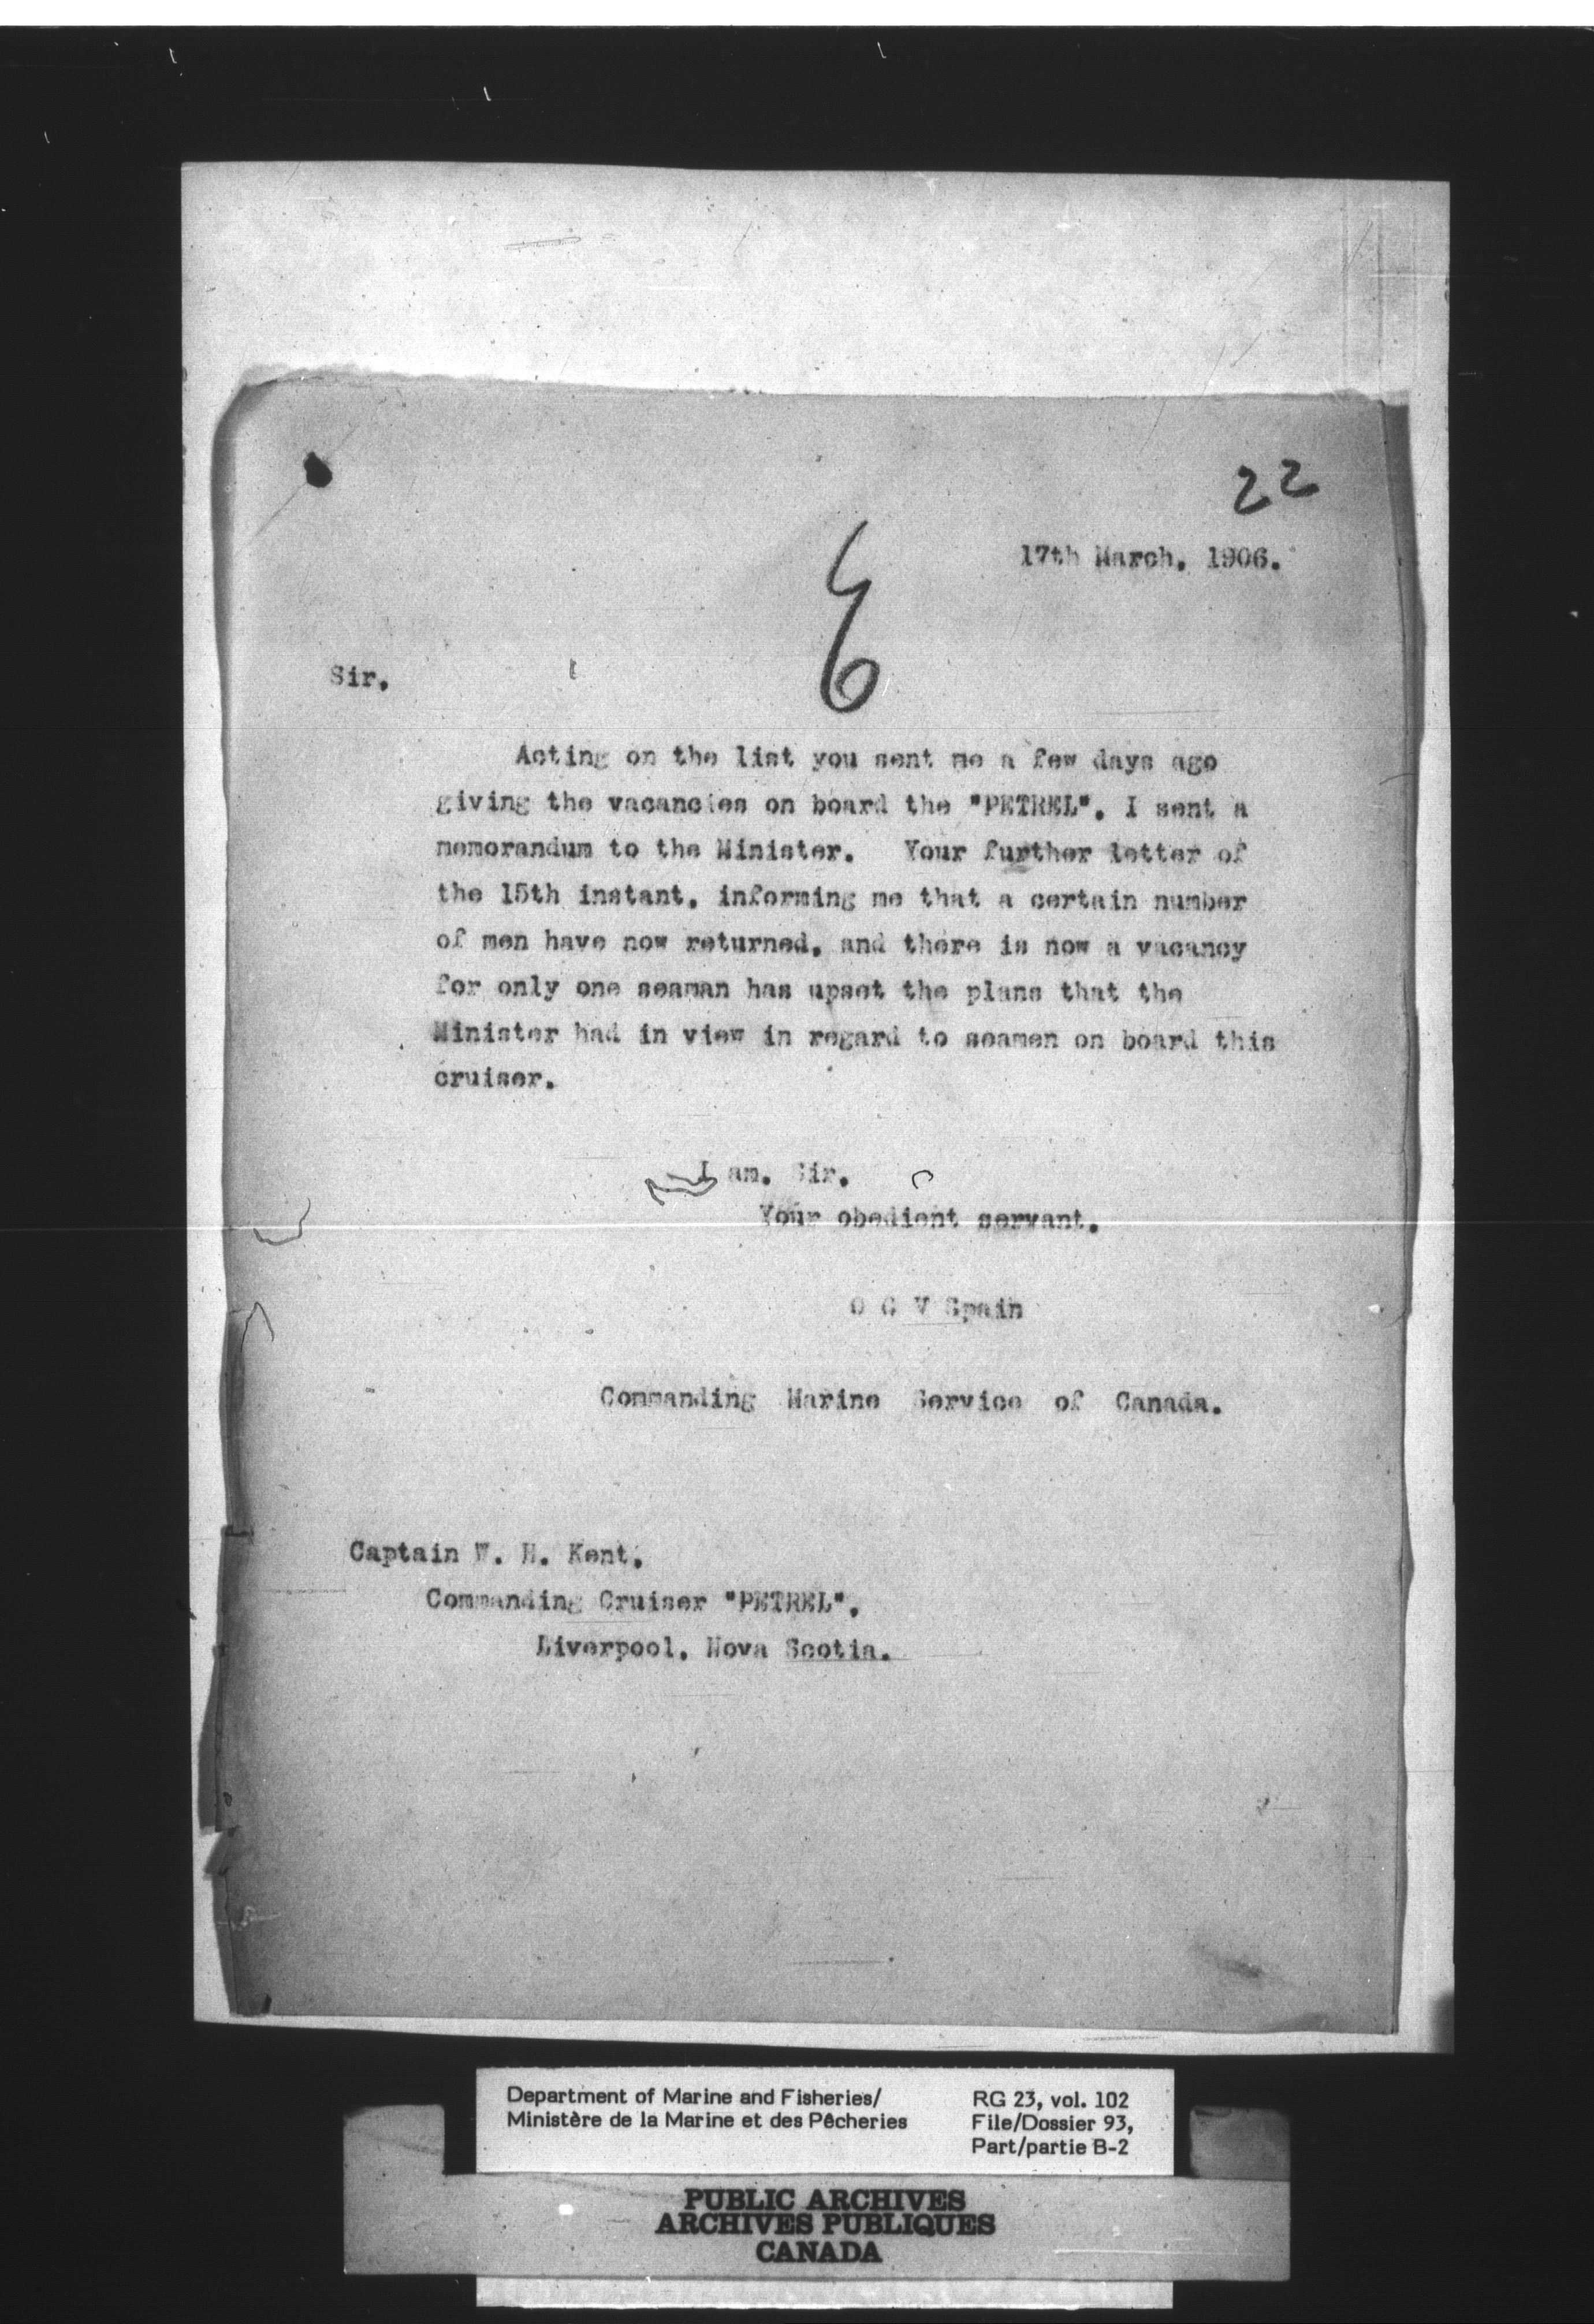 22
17th March. 1906.
Sir.
Acting on the list you sent me a few days ago
giving the vacancies on board the "PETREL". I sent a
memorandum to the Minister. Your further letter of
the 15th instant. informing me that a certain number
of men have now returned. and there is now a vacancy
for only one seaman has upset the plans that the
Minister had in view in regard to seamen on board this
cruiser.
I am. Sir.
Your obedient servant.
O G V Spain
Commanding Marine Service of Canada.
Captain W. H. Kent.
Commanding Cruiser "PETREL".
Liverpool. Nova Scotia.
Department of Marine and Fisheries/
Ministère de la Marine et des Pêcheries
RG 23, vol. 102
File/Dossier 93,
Part/partie B-2
PUBLIC ARCHIVES
ARCHIVES PUBLIQUES
CANADA